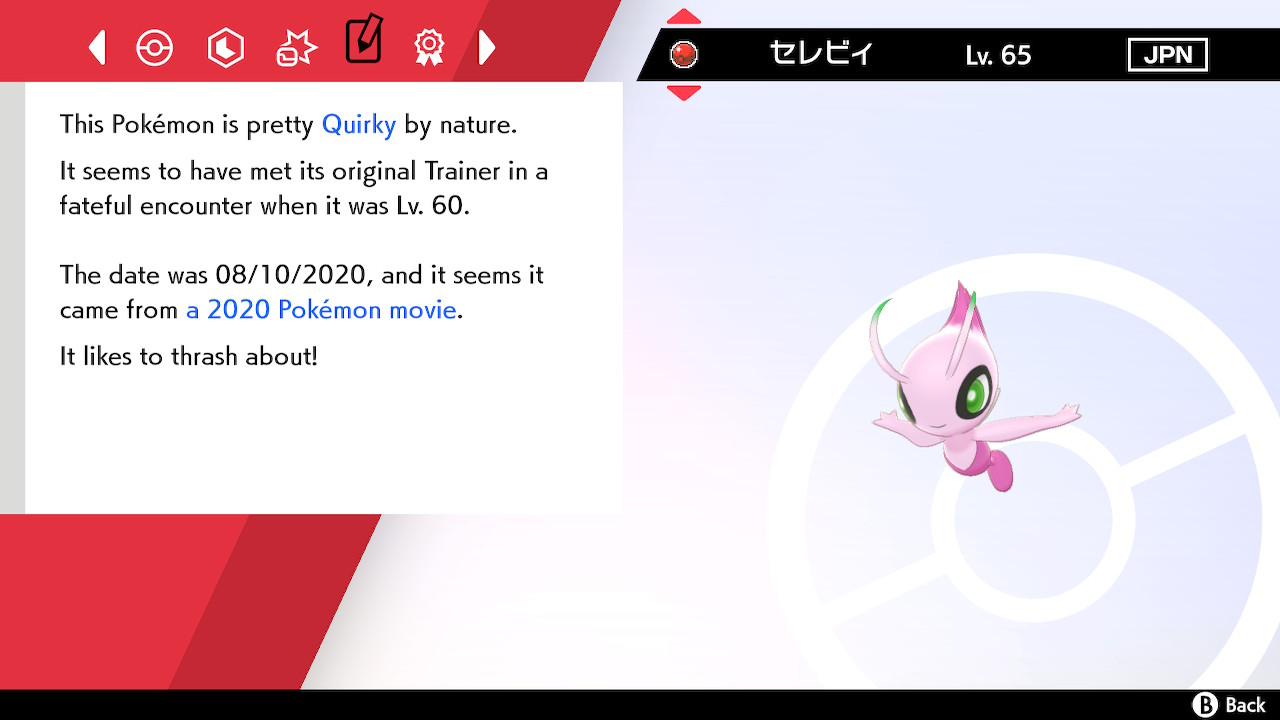 セレビィ Lv. 65 JPN
This Pokémon is pretty Quirky by nature.
It seems to have met its original Trainer in a
fateful encounter when it was Lv. 60.
The date was 08/10/2020, and it seems it
came from a 2020 Pokémon movie.
It likes to thrash about!
B Back